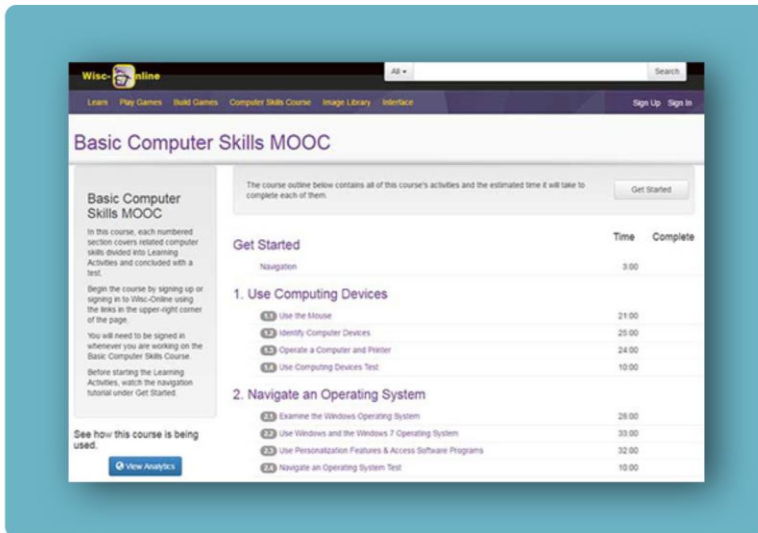 Wisc-Online
All
Search
Learn Play Games Build Games Computer Skills Course Image Library Interface
Sign Up Sign In
Basic Computer Skills MOOC
Basic Computer
Skills MOOC
In this course, each numbered
section covers related computer
skills divided into Learning
Activities and concluded with a
test.
Begin the course by signing up or
signing in to Wisc-Online using
the links in the upper-right corner
of the page.
You will need to be signed in
whenever you are working on the
Basic Computer Skills Course.
Before starting the Learning
Activities, watch the navigation
tutorial under Get Started.
See how this course is being
used.
View Analytics
The course outline below contains all of this course's activities and the estimated time it will take to
complete each of them.
Get Started
Get Started Time Complete
Navigation 3:00
1. Use Computing Devices
1.1 Use the Mouse 21:00
1.2 Identify Computer Devices 25:00
1.3 Operate a Computer and Printer 24:00
1.4 Use Computing Devices Test 10:00
2. Navigate an Operating System
2.1 Examine the Windows Operating System 28:00
2.2 Use Windows and the Windows 7 Operating System 33:00
2.3 Use Personalization Features & Access Software Programs 32:00
2.4 Navigate an Operating System Test 10:00